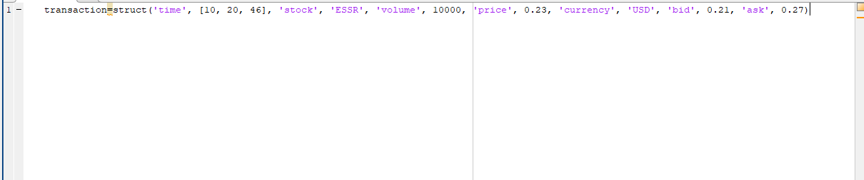 1 - transaction=struct('time', [10, 20, 46], 'stock', 'ESSR', 'volume', 10000, 'price', 0.23, 'currency', 'USD', 'bid', 0.21, 'ask', 0.27)